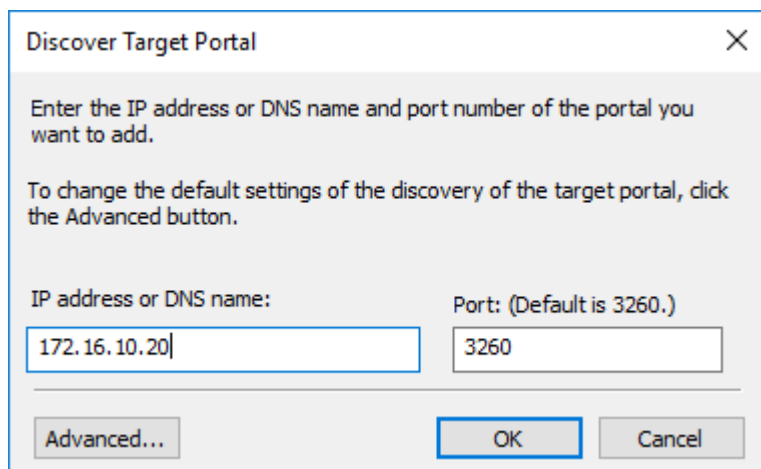 Discover Target Portal
Enter the IP address or DNS name and port number of the portal you
want to add.
To change the default settings of the discovery of the target portal, click
the Advanced button.
IP address or DNS name:
Port: (Default is 3260.)
172.16.10.20
3260
Advanced...
OK
Cancel